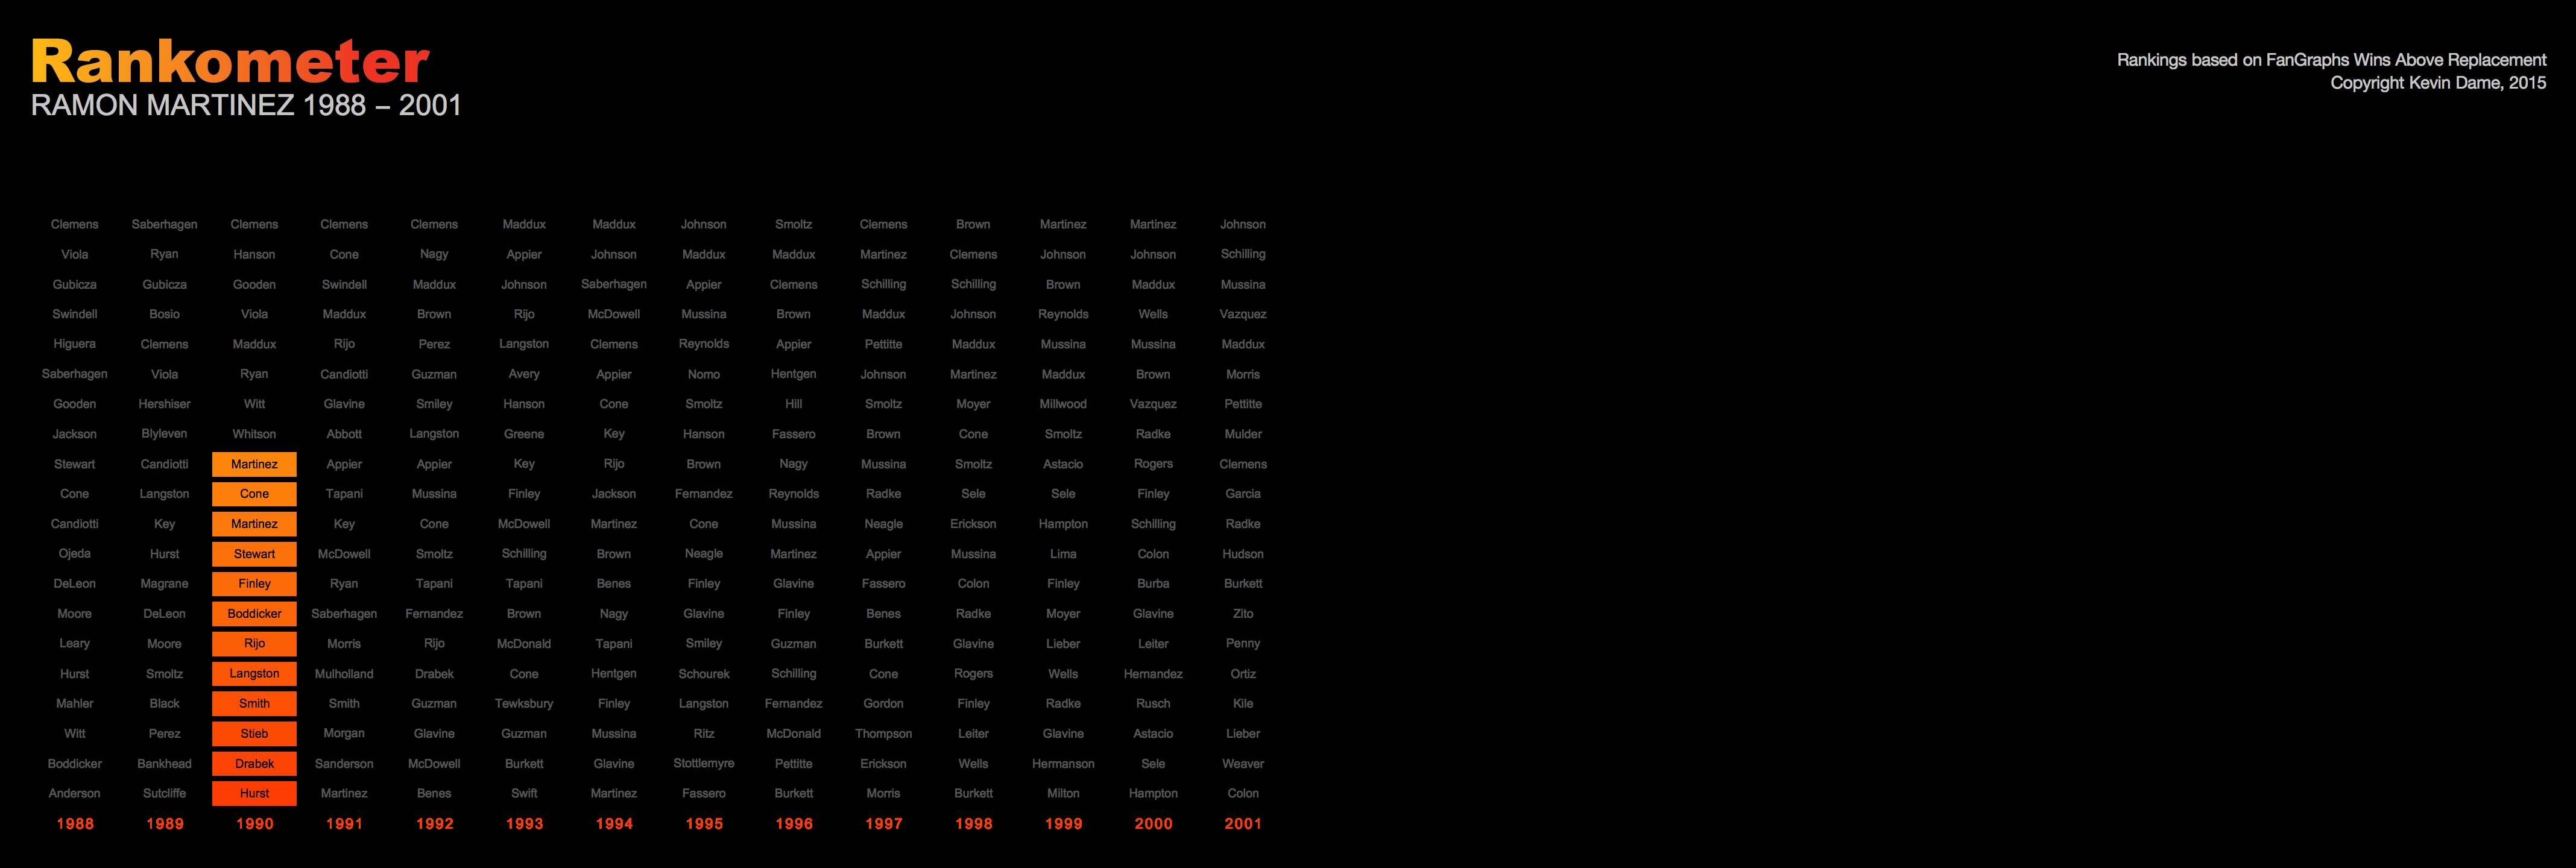 Rankometer
RAMON MARTINEZ 1988 – 2001
Rankings based on FanGraphs Wins Above Replacement
Copyright Kevin Dame, 2015
Clemens Saberhagen Clemens Clemens Clemens Maddux Maddux Johnson Smoltz Clemens Brown Martinez Martinez Johnson
Viola Ryan Hanson Cone Nagy Appier Johnson Maddux Maddux Martinez Clemens Johnson Johnson Schilling
Gubicza Gubicza Gooden Swindell Maddux Johnson Saberhagen Appier Clemens Schilling Schilling Brown Maddux Mussina
Swindell Bosio Viola Maddux Brown Rijo McDowell Mussina Brown Maddux Johnson Reynolds Wells Vazquez
Higuera Clemens Maddux Rijo Perez Langston Clemens Reynolds Appier Pettitte Maddux Mussina Mussina Maddux
Saberhagen Viola Ryan Candiotti Guzman Avery Appier Nomo Hentgen Johnson Martinez Maddux Brown Morris
Gooden Hershiser Witt Glavine Smiley Hanson Cone Smoltz Hill Smoltz Moyer Millwood Vazquez Pettitte
Jackson Blyleven Whitson Abbott Langston Greene Key Hanson Fassero Brown Cone Smoltz Radke Mulder
Stewart Candiotti Martinez Appier Appier Key Rijo Brown Nagy Mussina Smoltz Astacio Rogers Clemens
Cone Langston Cone Tapani Mussina Finley Jackson Fernandez Reynolds Radke Sele Sele Finley Garcia
Candiotti Key Martinez Key Cone McDowell Martinez Cone Mussina Neagle Erickson Hampton Schilling Radke
Ojeda Hurst Stewart McDowell Smoltz Schilling Brown Neagle Martinez Appier Mussina Lima Colon Hudson
DeLeon Magrane Finley Ryan Tapani Tapani Benes Finley Glavine Fassero Colon Finley Burba Burkett
Moore DeLeon Boddicker Saberhagen Fernandez Brown Nagy Glavine Finley Benes Radke Moyer Glavine Zito
Leary Moore Rijo Morris Rijo McDonald Tapani Smiley Guzman Burkett Glavine Lieber Leiter Penny
Hurst Smoltz Langston Mulholland Drabek Cone Hentgen Schourek Schilling Cone Rogers Wells Hernandez Ortiz
Mahler Black Smith Smith Guzman Tewksbury Finley Langston Fernandez Gordon Finley Radke Rusch Kile
Witt Perez Stieb Morgan Glavine Guzman Mussina Ritz McDonald Thompson Leiter Glavine Astacio Lieber
Boddicker Bankhead Drabek Sanderson McDowell Burkett Glavine Stottlemyre Pettitte Erickson Wells Hermanson Sele Weaver
Anderson Sutcliffe Hurst Martinez Benes Swift Martinez Fassero Burkett Morris Burkett Milton Hampton Colon
1988 1989 1990 1991 1992 1993 1994 1995 1996 1997 1998 1999 2000 2001